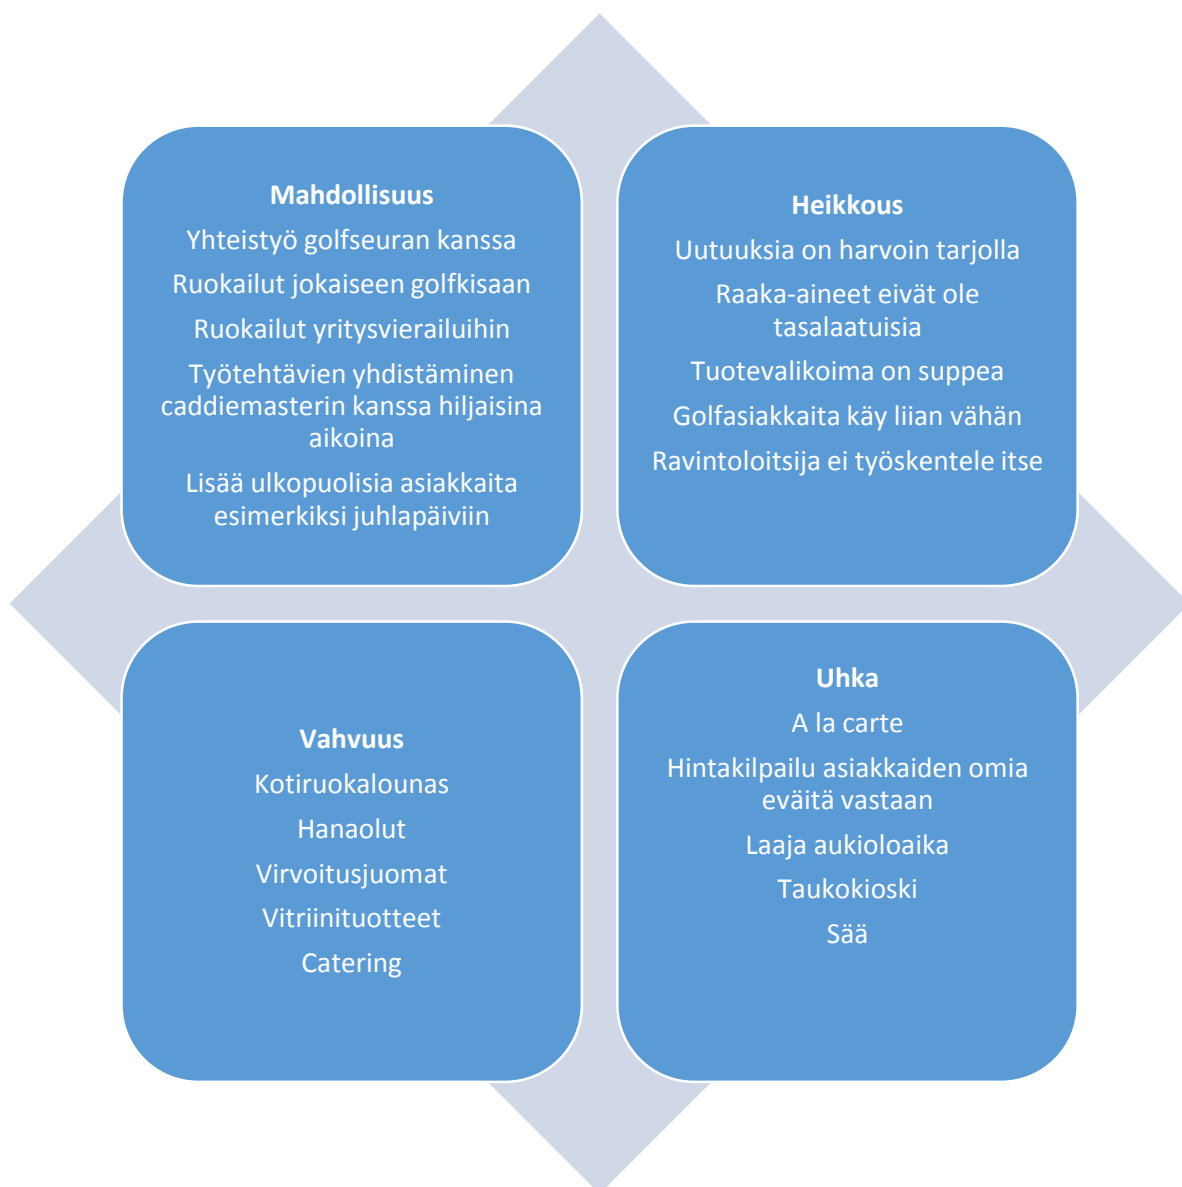 Mahdollisuus
Yhteistyö golfseuran kanssa
Ruokailut jokaiseen golfkisaan
Ruokailut yritysvierailuihin
Työtehtävien yhdistäminen
caddiemasterin kanssa hiljaisina
aikoina
Lisää ulkopuolisia asiakkaita
esimerkiksi juhlapäiviin
Heikkous
Uutuuksia on harvoin tarjolla
Raaka-aineet eivät ole
tasalaatuisia
Tuotevalikoima on suppea
Golfasiakkaita käy liian vähän
Ravintoloitsija ei työskentele itse
Vahvuus
Kotiruokalounas
Hanaolut
Virvoitusjuomat
Vitriinituotteet
Catering
Uhka
A la carte
Hintakilpailu asiakkaiden omia
eväitä vastaan
Laaja aukioloaika
Taukokioski
Sää